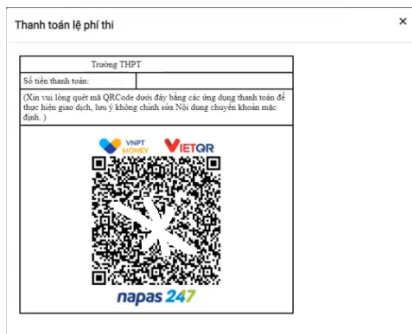 Thanh toán lệ phí thi
×
Trường THPT
Số tiền thanh toán:
(Xin vui lòng quét mã QRCode dưới đây bằng các ứng dụng thanh toán để
thực hiện giao dịch, lưu ý không chỉnh sửa Nội dung chuyển khoản mặc
định. )
VNPT
MONEY
VIETQR
napas 247